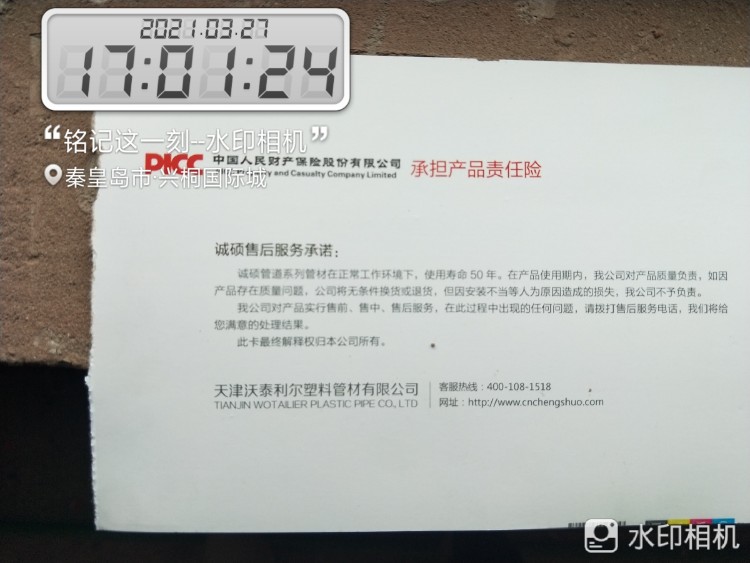 2021.03.27
17:01:24
“铭记这一刻--水印相机”
PICC 中国人民财产保险股份有限公司 承担产品责任险
and Casualty Company Limited
秦皇岛市·兴桐国际城
诚硕售后服务承诺：
诚硕管道系列管材在正常工作环境下，使用寿命50年。在产品使用期内，我公司对产品质量负责，如因
产品存在质量问题，公司将无条件换货或退货，但因安装不当等人为原因造成的损失，我公司不予负责。
我公司对产品实行售前、售中、售后服务，在此过程中出现的任何问题，请拨打售后服务电话，我们将给
您满意的处理结果。
此卡最终解释权归本公司所有。
天津沃泰利尔塑料管材有限公司
TIANJIN WOTAILIER PLASTIC PIPE CO., LTD
客服热线：400-108-1518
网址：http://www.cnchengshuo.com
水印相机